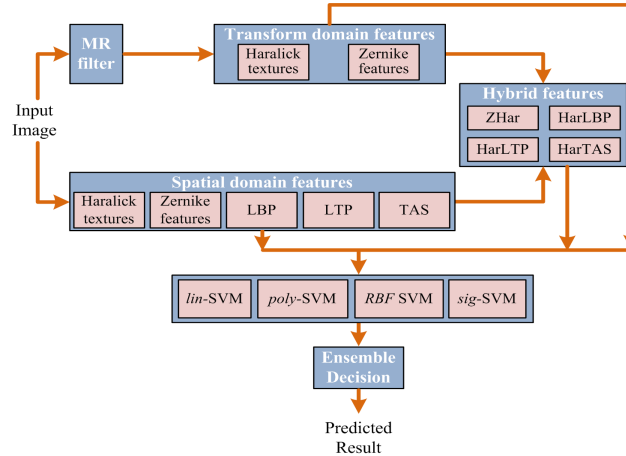 Transform domain features
MR
filter
Haralick
textures
Zernike
features
Input
Image
Hybrid features
ZHar
HarLBP
HarLTP
HarTAS
Spatial domain features
Haralick
textures
Zernike
features
LBP
LTP
TAS
lin-SVM
poly-SVM
RBF SVM
sig-SVM
Ensemble
Decision
Predicted
Result